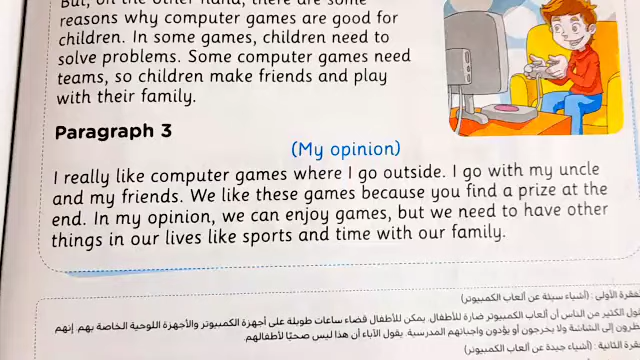 But, on the other hand, there are some
reasons why computer games are good for
children. In some games, children need to
solve problems. Some computer games need
teams, so children make friends and play
with their family.
Paragraph 3
(My opinion)
I really like computer games where I go outside. I go with my uncle
and my friends. We like these games because you find a prize at the
end. In my opinion, we can enjoy games, but we need to have other
things in our lives like sports and time with our family.
الفقرة الأولى : (أشياء سيئة عن ألعاب الكمبيوتر)
يقول الكثير من الناس أن ألعاب الكمبيوتر ضارة للأطفال. يمكن للأطفال قضاء ساعات طويلة على أجهزة الكمبيوتر والأجهزة اللوحية الخاصة بهم. إنهم
ينظرون إلى الشاشة ولا يخرجون أو يؤدون واجباتهم المدرسية. يقول الآباء أن هذا ليس صحيًا لأطفالهم.
الفقرة الثانية : (أشياء جيدة عن ألعاب الكمبيوتر)